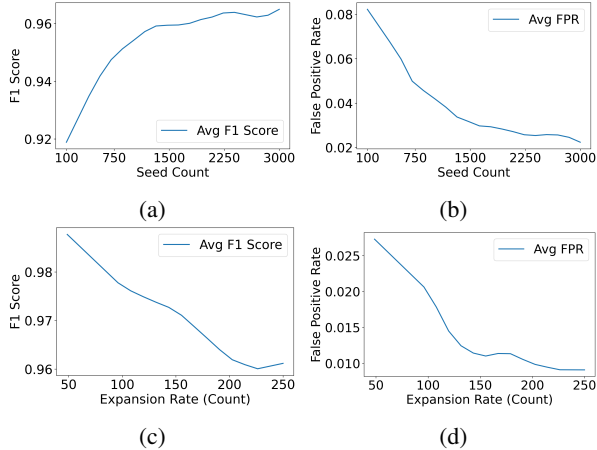 0.96
0.94
0.92
F1 Score
Avg F1 Score
100 750 1500 2250 3000
Seed Count
(a)
0.08
0.06
0.04
0.02
False Positive Rate
Avg FPR
100 750 1500 2250 3000
Seed Count
(b)
0.98
0.97
0.96
F1 Score
Avg F1 Score
50 100 150 200 250
Expansion Rate (Count)
(c)
0.025
0.020
0.015
0.010
False Positive Rate
Avg FPR
50 100 150 200 250
Expansion Rate (Count)
(d)